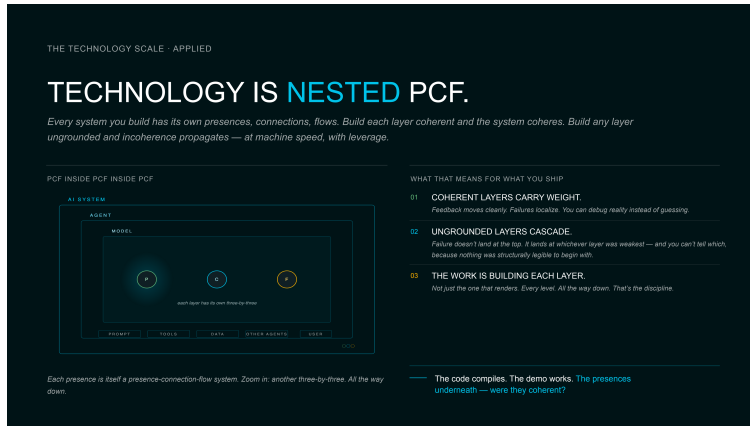 THE TECHNOLOGY SCALE · APPLIED
TECHNOLOGY IS NESTED PCF.
Every system you build has its own presences, connections, flows. Build each layer coherent and the system coheres. Build any layer
ungrounded and incoherence propagates — at machine speed, with leverage.
PCF INSIDE PCF INSIDE PCF
AI SYSTEM
AGENT
MODEL
P
C
F
each layer has its own three-by-three
PROMPT
TOOLS
DATA
OTHER AGENTS
USER
Each presence is itself a presence-connection-flow system. Zoom in: another three-by-three. All the way
down.
WHAT THAT MEANS FOR WHAT YOU SHIP
01 COHERENT LAYERS CARRY WEIGHT.
Feedback moves cleanly. Failures localize. You can debug reality instead of guessing.
02 UNGROUNDED LAYERS CASCADE.
Failure doesn't land at the top. It lands at whichever layer was weakest — and you can't tell which,
because nothing was structurally legible to begin with.
03 THE WORK IS BUILDING EACH LAYER.
Not just the one that renders. Every level. All the way down. That's the discipline.
The code compiles. The demo works. The presences
underneath — were they coherent?